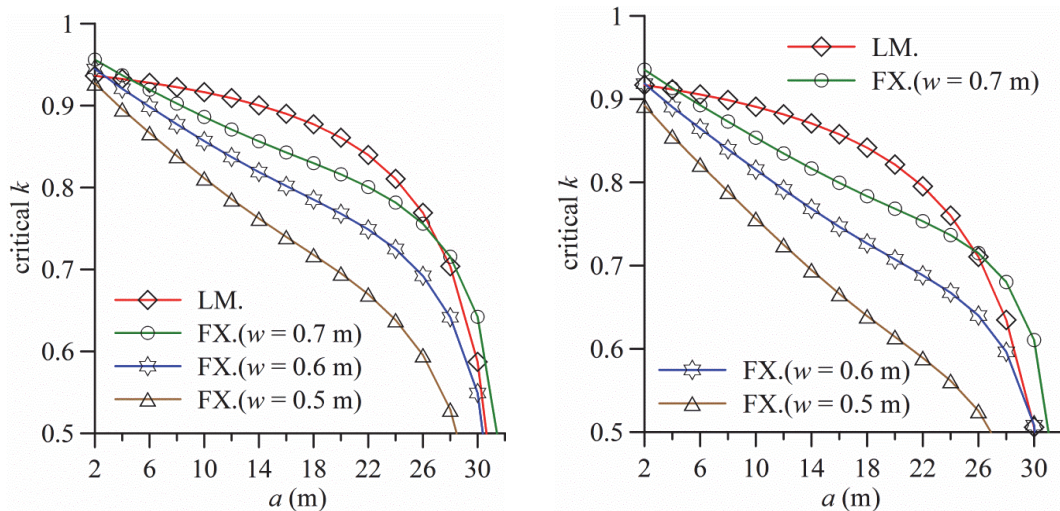 1
0.9
0.8
0.7
0.6
0.5
critical k
2 6 10 14 18 22 26 30
a (m)
LM.
FX.(w = 0.7 m)
FX.(w = 0.6 m)
FX.(w = 0.5 m)
1
0.9
0.8
0.7
0.6
0.5
critical k
2 6 10 14 18 22 26 30
a (m)
LM.
FX.(w = 0.7 m)
FX.(w = 0.6 m)
FX.(w = 0.5 m)